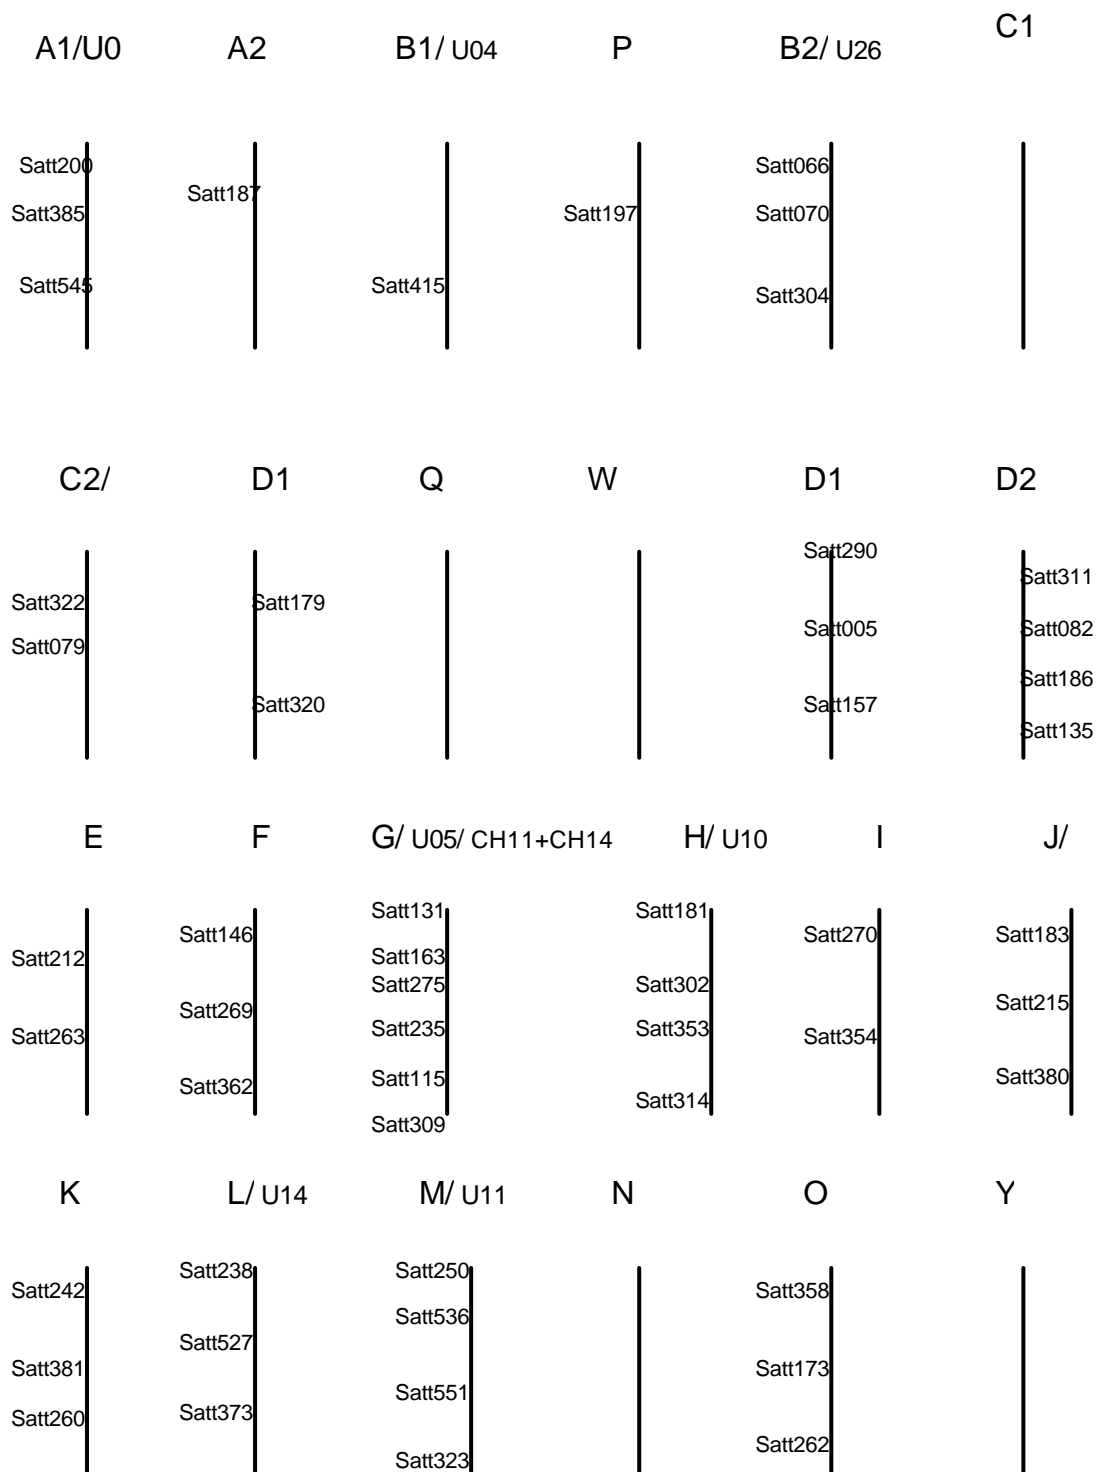 C1
A1/U0 A2 B1/ U04 P B2/ U26
Satt200 Satt066
Satt187
Satt385 Satt197 Satt070
Satt545 Satt415
Satt304
C2/ D1 Q W D1 D2
Satt290
Satt311
Satt322 Satt179
Satt005 Satt082
Satt079
Satt186
Satt320 Satt157
Satt135
E F G/ U05/ CH11+CH14 H/ U10 I J/
Satt131 Satt181
Satt146 Satt270 Satt183
Satt212 Satt163
Satt275 Satt302
Satt215
Satt269
Satt235 Satt353
Satt263 Satt354
Satt115 Satt380
Satt362
Satt314
Satt309
K L/ U14 M/ U11 N O Y
Satt238 Satt250
Satt242 Satt358
Satt536
Satt527
Satt381 Satt173
Satt551
Satt373
Satt260
Satt262
Satt323